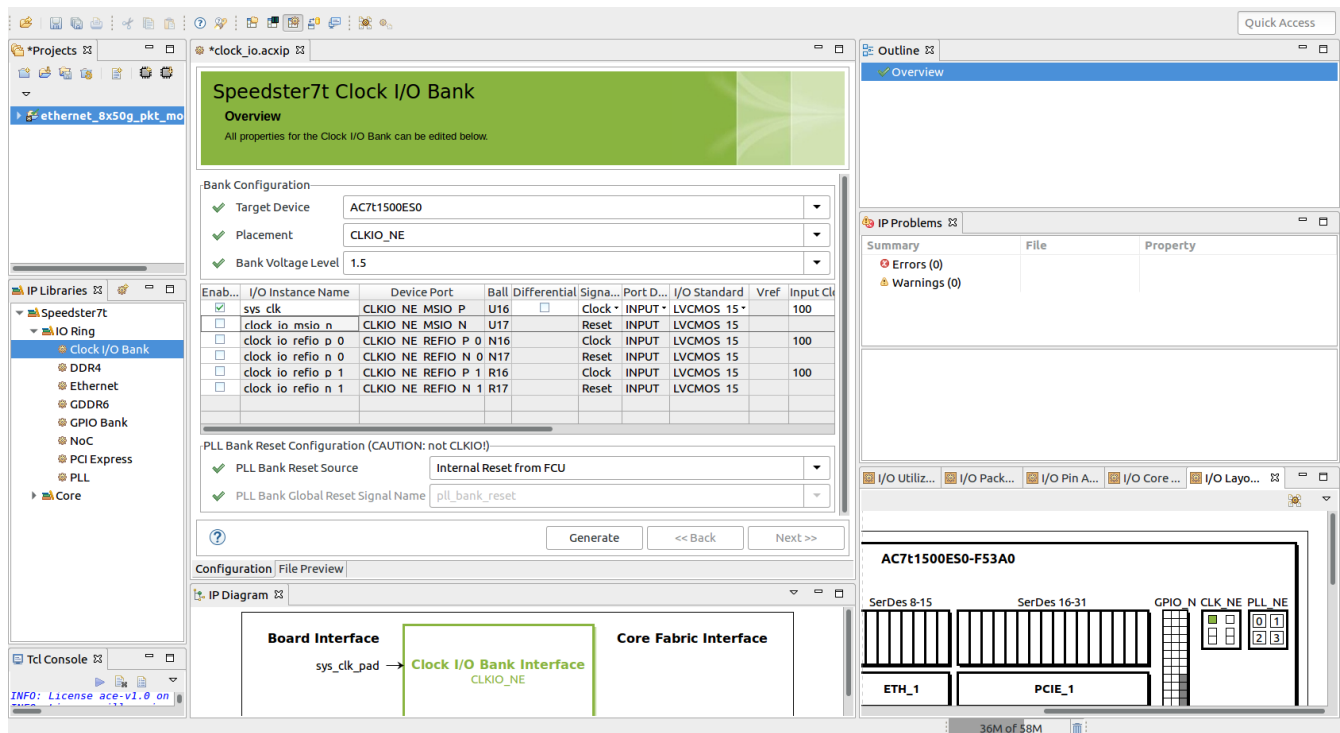 Quick Access
*Projects
ethernet_8x50g_pkt_mo
IP Libraries
Speedster7t
IO Ring
Clock I/O Bank
DDR4
Ethernet
GDDR6
GPIO Bank
NoC
PCI Express
PLL
Core
Tcl Console
INFO: License ace-v1.0 on
*clock_io.acxip
Speedster7t Clock I/O Bank
Overview
All properties for the Clock I/O Bank can be edited below.
Bank Configuration
Target Device AC7t1500ES0
Placement CLKIO_NE
Bank Voltage Level 1.5
Enab... I/O Instance Name Device Port Ball Differential Signa... Port D... I/O Standard Vref Input Clo
sys_clk CLKIO_NE_MSIO_P U16 Clock INPUT LVCMOS_15 100
clock_io_msio_n CLKIO_NE_MSIO_N U17 Reset INPUT LVCMOS_15
clock_io_refio_p_0 CLKIO_NE_REFIO_P_0 N16 Clock INPUT LVCMOS_15 100
clock_io_refio_n_0 CLKIO_NE_REFIO_N_0 N17 Reset INPUT LVCMOS_15
clock_io_refio_p_1 CLKIO_NE_REFIO_P_1 R16 Clock INPUT LVCMOS_15 100
clock_io_refio_n_1 CLKIO_NE_REFIO_N_1 R17 Reset INPUT LVCMOS_15
PLL Bank Reset Configuration (CAUTION: not CLKIO!)
PLL Bank Reset Source Internal Reset from FCU
PLL Bank Global Reset Signal Name pll_bank_reset
Generate << Back Next >>
Configuration File Preview
IP Diagram
Board Interface
Core Fabric Interface
sys_clk_pad
Clock I/O Bank Interface
CLKIO_NE
Outline
Overview
IP Problems
Summary File Property
Errors (0)
Warnings (0)
I/O Utiliz... I/O Pack... I/O Pin A... I/O Core ... I/O Layo...
AC7t1500ES0-F53A0
SerDes 8-15 SerDes 16-31 GPIO_N CLK_NE PLL_NE
0 1
2 3
ETH_1 PCIE_1
36M of 58M